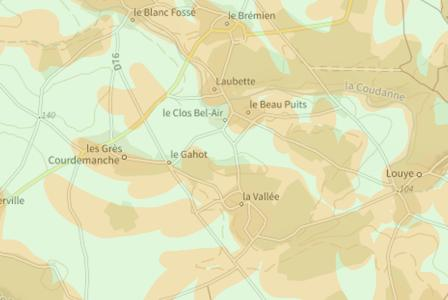 le Blanc Fossé
le Brémien
D16
Laubette
la Coudanne
le Beau Puits
le Clos Bel-Air
140
les Grès
Courdemanche
le Gahot
Louye
104
la Vallée
erville